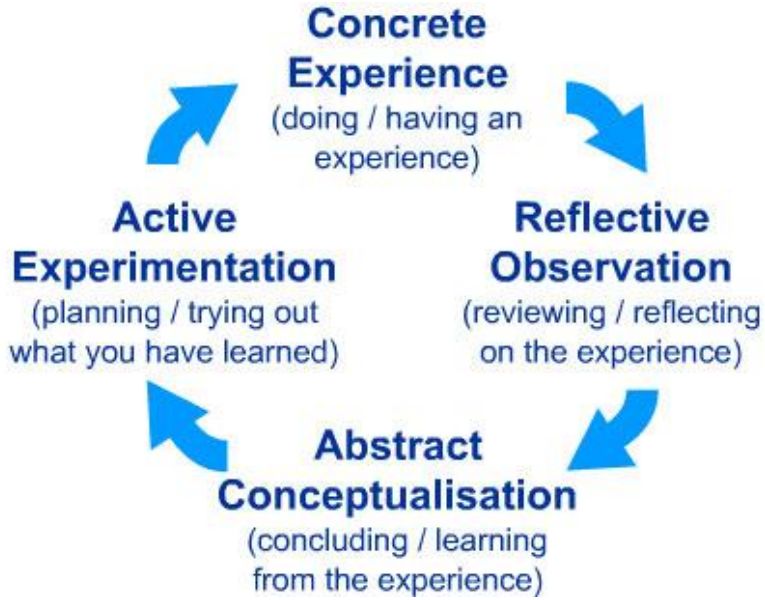 Concrete
Experience
(doing / having an
experience)
Reflective
Observation
(reviewing / reflecting
on the experience)
Abstract
Conceptualisation
(concluding / learning
from the experience)
Active
Experimentation
(planning / trying out
what you have learned)